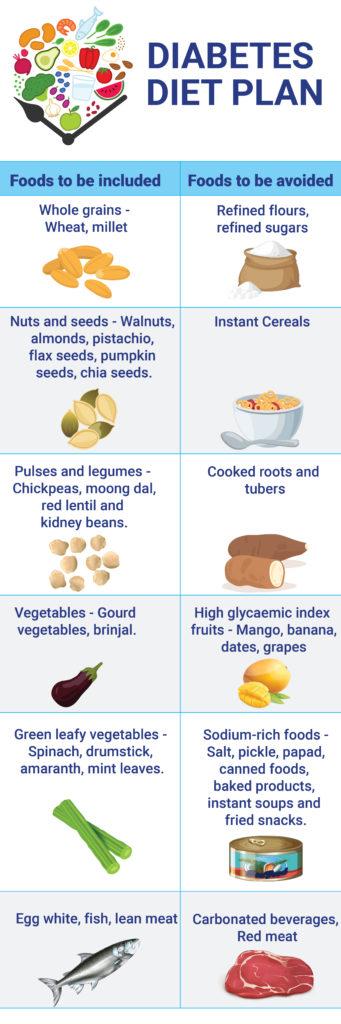 DIABETES
DIET PLAN
Foods to be included
Foods to be avoided
Whole grains -
Wheat, millet
Refined flours,
refined sugars
Nuts and seeds - Walnuts,
almonds, pistachio,
flax seeds, pumpkin
seeds, chia seeds.
Instant Cereals
Pulses and legumes -
Chickpeas, moong dal,
red lentil and
kidney beans.
Cooked roots and
tubers
Vegetables - Gourd
vegetables, brinjal.
High glycaemic index
fruits - Mango, banana,
dates, grapes
Green leafy vegetables -
Spinach, drumstick,
amaranth, mint leaves.
Sodium-rich foods -
Salt, pickle, papad,
canned foods,
baked products,
instant soups and
fried snacks.
Egg white, fish, lean meat
Carbonated beverages,
Red meat